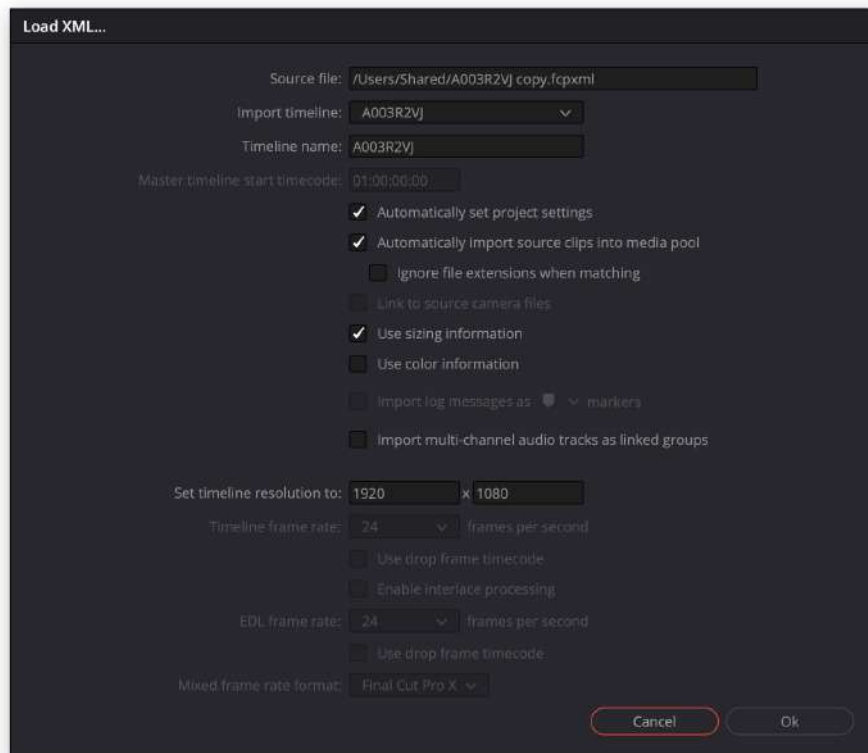 Load XML...
Source file: /Users/Shared/A003R2VJ copy.fcpxml
Import timeline: A003R2VJ
Timeline name: A003R2VJ
Master timeline start timecode: 01:00:00:00
Automatically set project settings
Automatically import source clips into media pool
Ignore file extensions when matching
Link to source camera files
Use sizing information
Use color information
Import log messages as markers
Import multi-channel audio tracks as linked groups
Set timeline resolution to: 1920 x 1080
Timeline frame rate: 24 frames per second
Use drop frame timecode
Enable interlace processing
EDL frame rate: 24 frames per second
Use drop frame timecode
Mixed frame rate format: Final Cut Pro X
Cancel Ok